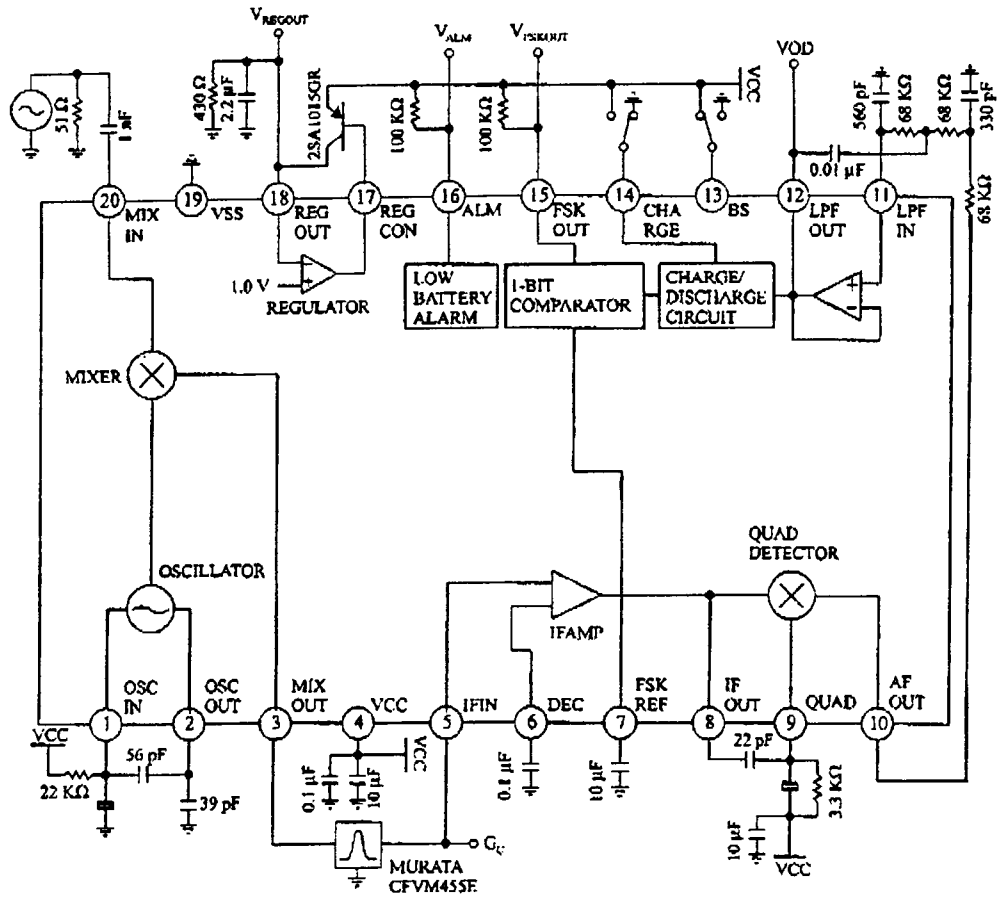 V_REGOUT
V_ALM
V_FSKOUT
VOD
51 Ω
1 nF
430 Ω
2.2 μF
2SA1015GR
100 KΩ
100 KΩ
VCC
560 pF
68 KΩ
68 KΩ
330 pF
0.01 μF
68 KΩ
20
MIX IN
19
VSS
18
REG OUT
17
REG CON
16
ALM
15
FSK OUT
14
CHA
RGE
13
BS
12
LPF OUT
11
LPF IN
1.0 V
REGULATOR
LOW
BATTERY
ALARM
1-BIT
COMPARATOR
CHARGE/
DISCHARGE
CIRCUIT
+
−
MIXER
OSCILLATOR
QUAD
DETECTOR
IFAMP
1
OSC IN
2
OSC OUT
3
MIX OUT
4
VCC
5
IFIN
6
DEC
7
FSK REF
8
IF OUT
9
QUAD
10
AF OUT
VCC
22 KΩ
56 pF
39 pF
0.1 μF
10 μF
VCC
0.1 μF
10 μF
22 pF
3.3 KΩ
10 μF
VCC
MURATA
CFVM455E